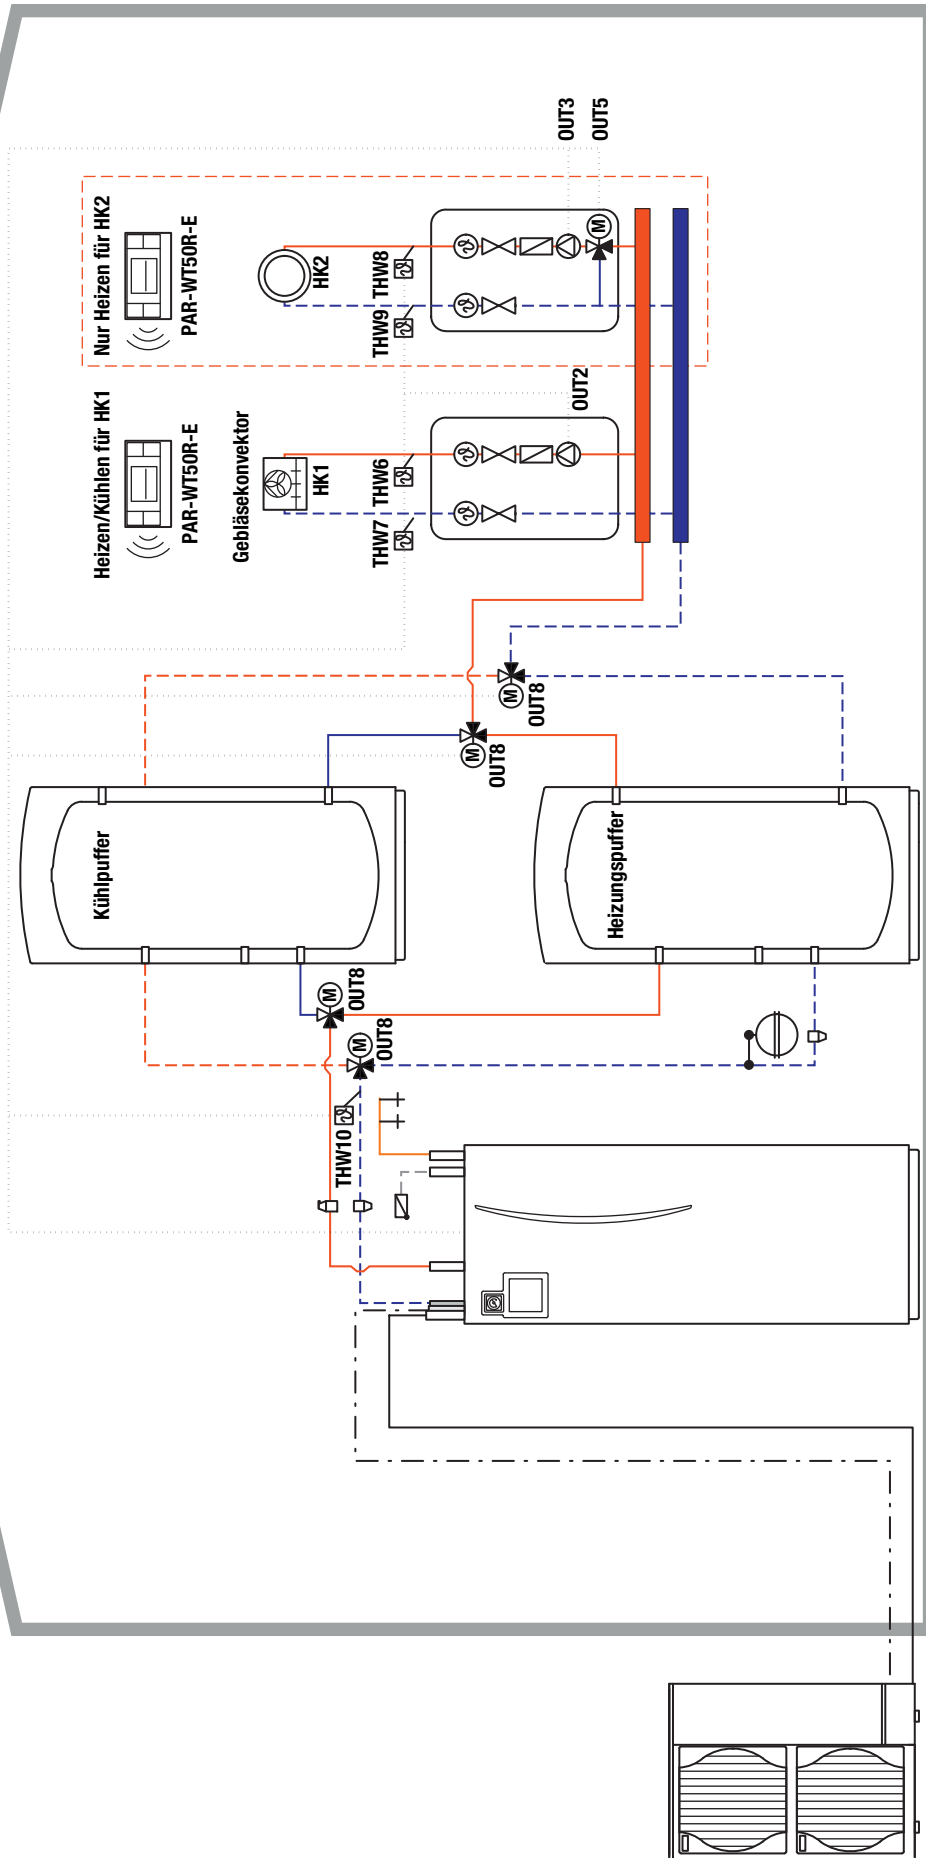 Heizen/Kühlen für HK1
Nur Heizen für HK2
PAR-WT50R-E
PAR-WT50R-E
Gebläsekonvektor
HK1
HK2
THW7
THW6
THW9
THW8
OUT2
OUT3
OUT5
OUT8
M
OUT8
M
M
Kühlpuffer
Heizungspuffer
OUT8
M
OUT8
M
THW10